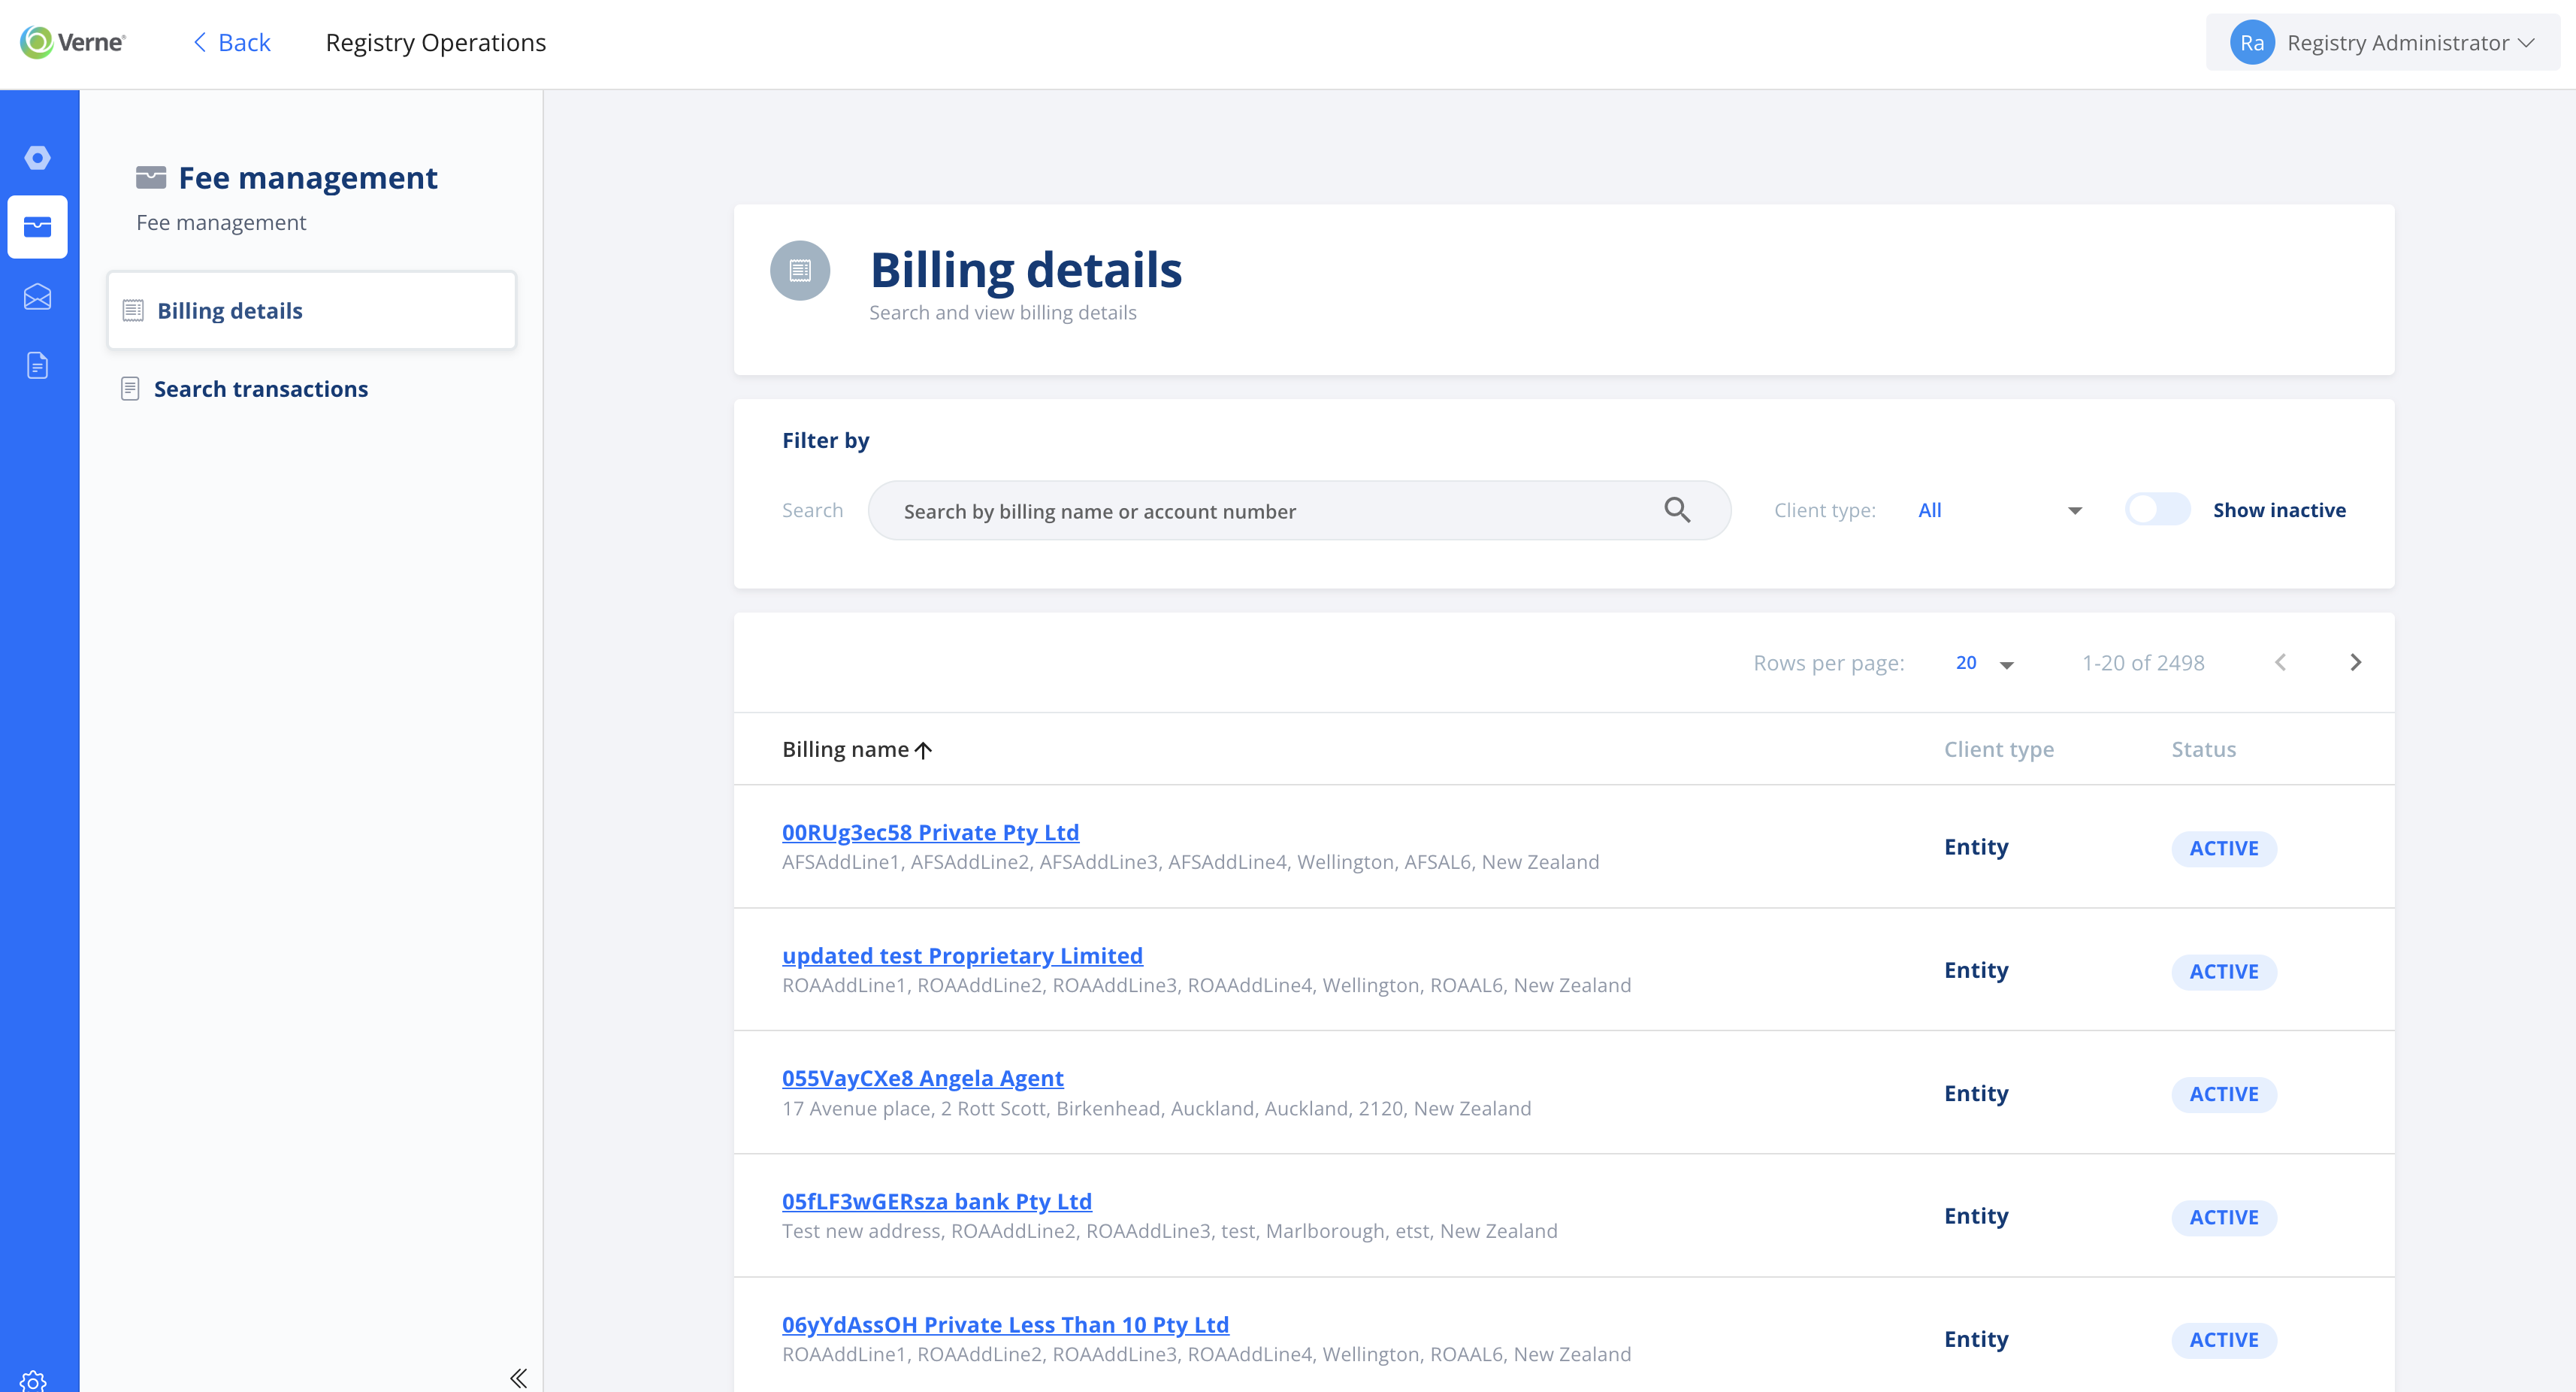 Verne®
Back
Registry Operations
Ra
Registry Administrator
Fee management
Fee management
Billing details
Search transactions
Billing details
Search and view billing details
Filter by
Search
Search by billing name or account number
Client type:
All
Show inactive
Rows per page:
20
1-20 of 2498
Billing name
Client type
Status
00RUg3ec58 Private Pty Ltd
Entity
ACTIVE
AFSAddLine1, AFSAddLine2, AFSAddLine3, AFSAddLine4, Wellington, AFSAL6, New Zealand
updated test Proprietary Limited
Entity
ACTIVE
ROAAddLine1, ROAAddLine2, ROAAddLine3, ROAAddLine4, Wellington, ROAAL6, New Zealand
055VayCXe8 Angela Agent
Entity
ACTIVE
17 Avenue place, 2 Rott Scott, Birkenhead, Auckland, Auckland, 2120, New Zealand
05fLF3wGERsza bank Pty Ltd
Entity
ACTIVE
Test new address, ROAAddLine2, ROAAddLine3, test, Marlborough, etst, New Zealand
06yYdAssOH Private Less Than 10 Pty Ltd
Entity
ACTIVE
ROAAddLine1, ROAAddLine2, ROAAddLine3, ROAAddLine4, Wellington, ROAAL6, New Zealand